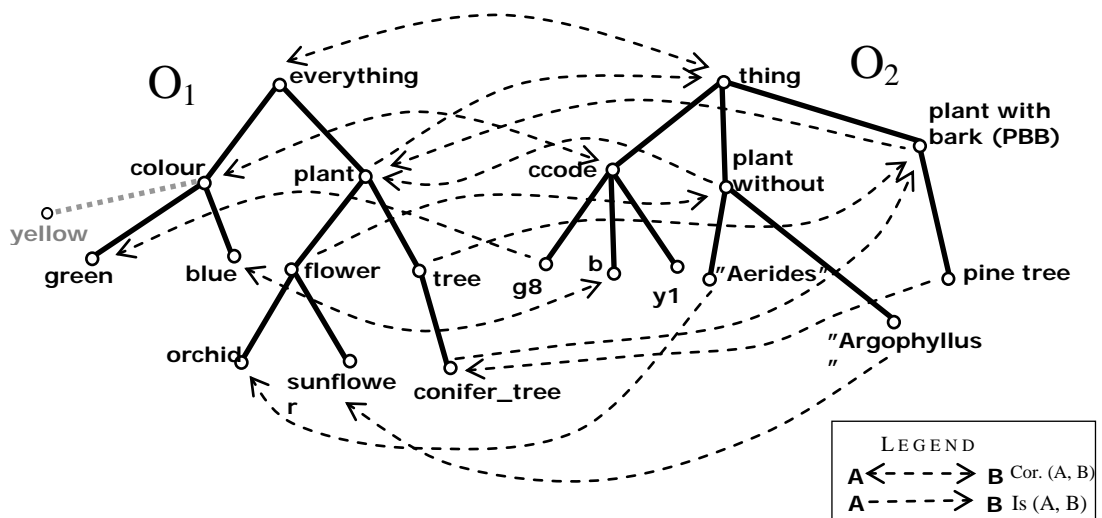 O1
everything
colour
plant
yellow
green
blue
flower
tree
orchid
sunflowe
r
conifer_tree
O2
thing
plant with
bark (PBB)
ccode
plant
without
g8
b
y1
"Aerides"
pine tree
"Argophyllus
"
LEGEND
A B Cor. (A, B)
A B Is (A, B)